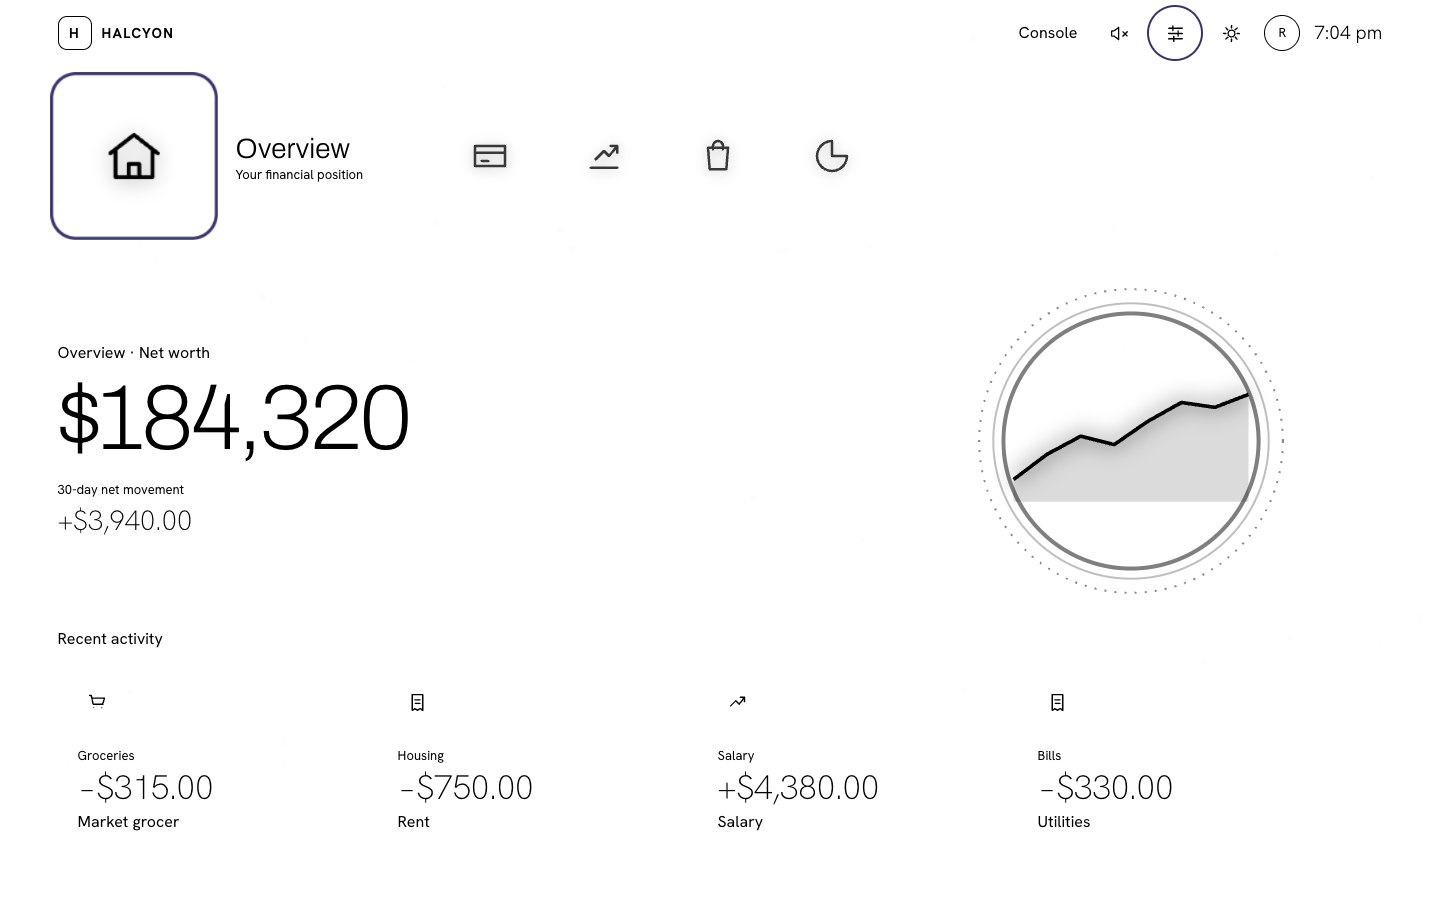 H HALCYON
Console
R 7:04 pm
Overview
Your financial position
Overview · Net worth
$184,320
30-day net movement
+$3,940.00
Recent activity
Groceries
−$315.00
Market grocer
Housing
−$750.00
Rent
Salary
+$4,380.00
Salary
Bills
−$330.00
Utilities